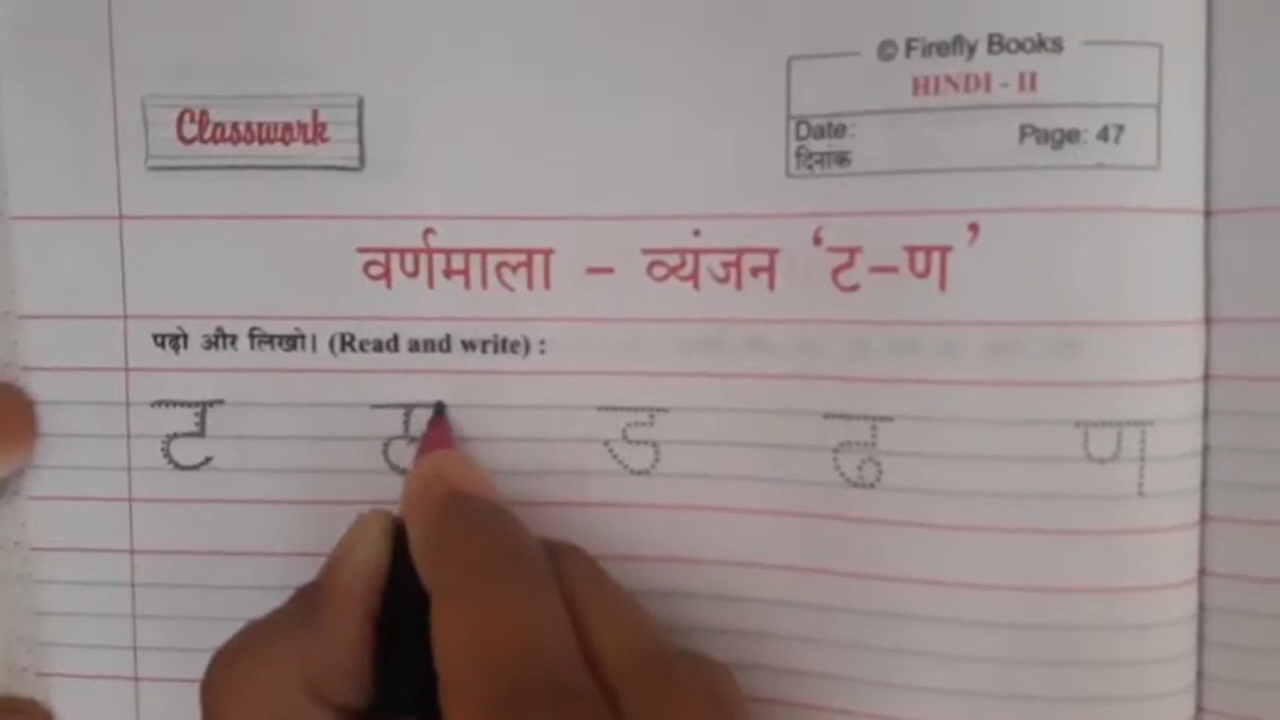 © Firefly Books
HINDI - II
Classwork
Date:
Page: 47
दिनांक
वर्णमाला - व्यंजन ‘ट-ण’
पढ़ो और लिखो। (Read and write) :
ट ठ ड ढ ण